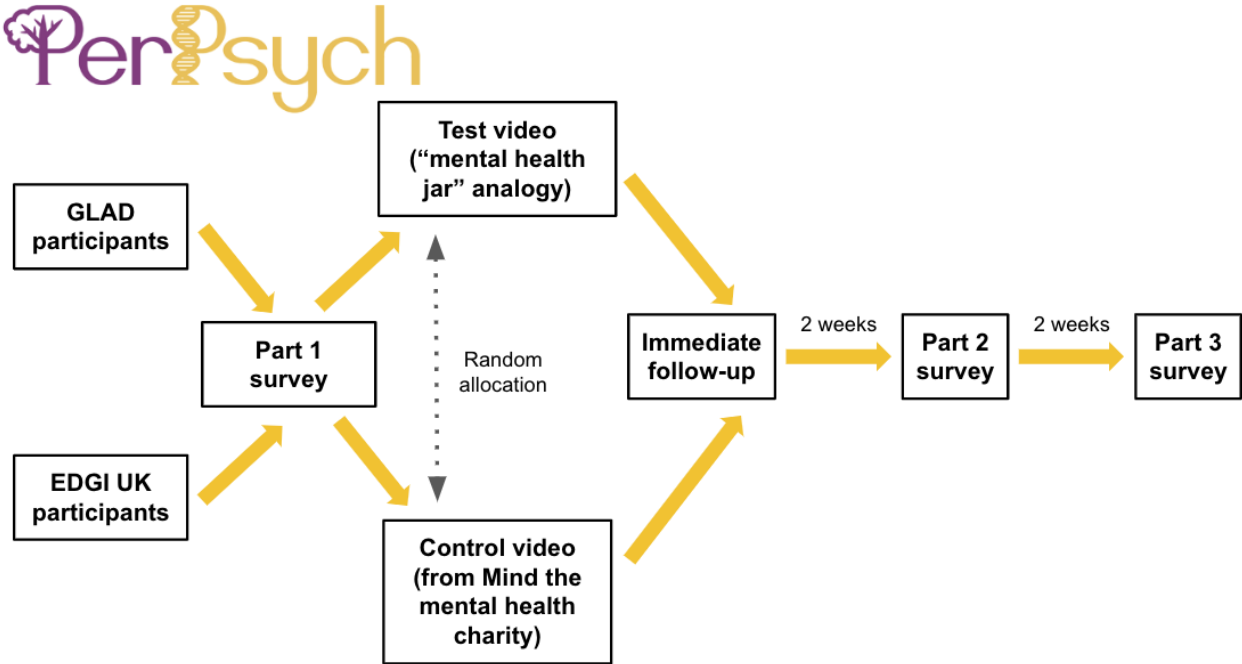 PerPsych
Test video
(“mental health
jar” analogy)
GLAD
participants
Part 1
survey
Random
allocation
Immediate
follow-up
2 weeks
Part 2
survey
2 weeks
Part 3
survey
EDGI UK
participants
Control video
(from Mind the
mental health
charity)